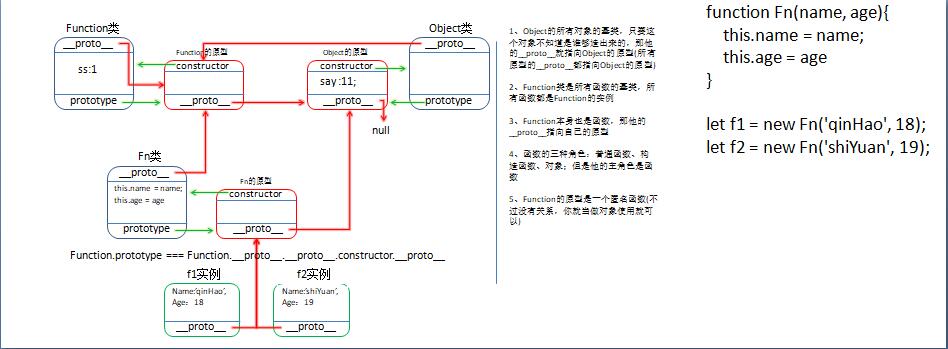 Function类
__proto__
ss:1
prototype
Function的原型
constructor
__proto__
Object的原型
constructor
say :11;
__proto__
null
Object类
__proto__
prototype
Fn类
__proto__
this.name = name;
this.age = age
prototype
Fn的原型
constructor
__proto__
Function.prototype === Function.__proto__.__proto__.constructor.__proto__
f1实例
Name:'qinHao',
Age: 18
__proto__
f2实例
Name:'shiYuan',
Age: 19
__proto__
1、Object的所有对象的基类，只要这
个对象不知道是谁够造出来的，那他
的__proto__就指向Object的原型(所有
原型的__proto__都指向Object的原型)
2、Function类是所有函数的基类，所
有函数都是Function的实例
3、Function本身也是函数，那他的
__proto__指向自己的原型
4、函数的三种角色：普通函数、构
造函数、对象；但是他的主角色是函
数
5、Function的原型是一个匿名函数(不
过没有关系，你就当做对象使用就可
以)
function Fn(name, age){
this.name = name;
this.age = age
}
let f1 = new Fn('qinHao', 18);
let f2 = new Fn('shiYuan', 19);